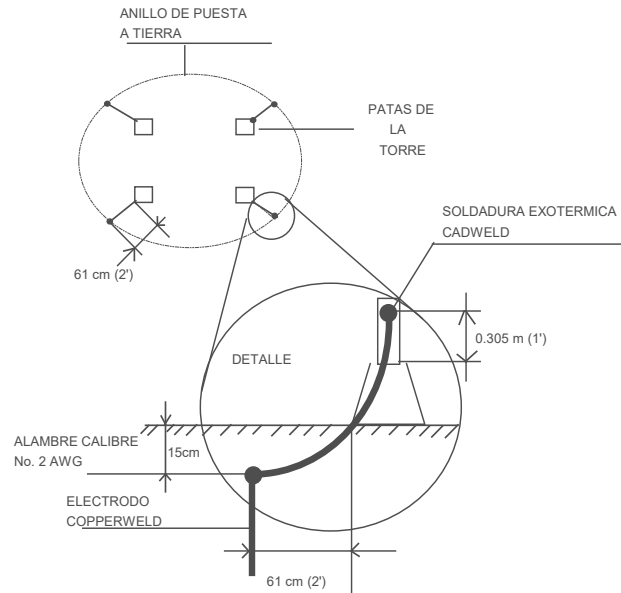 ANILLO DE PUESTA
A TIERRA
PATAS DE
LA
TORRE
SOLDADURA EXOTERMICA
CADWELD
61 cm (2')
0.305 m (1')
DETALLE
ALAMBRE CALIBRE
No. 2 AWG
15cm
ELECTRODO
COPPERWELD
61 cm (2')